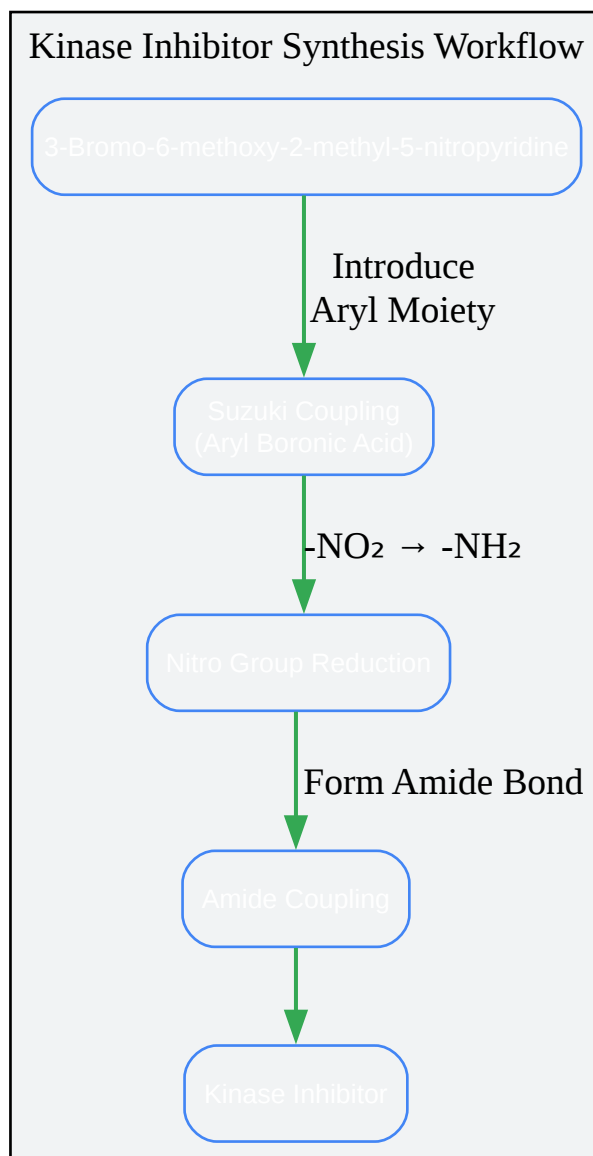 Kinase Inhibitor Synthesis Workflow
3-Bromo-6-methoxy-2-methyl-5-nitropyridine
Introduce
Aryl Moiety
Suzuki Coupling
(Aryl Boronic Acid)
-NO₂ → -NH₂
Nitro Group Reduction
Form Amide Bond
Amide Coupling
Kinase Inhibitor